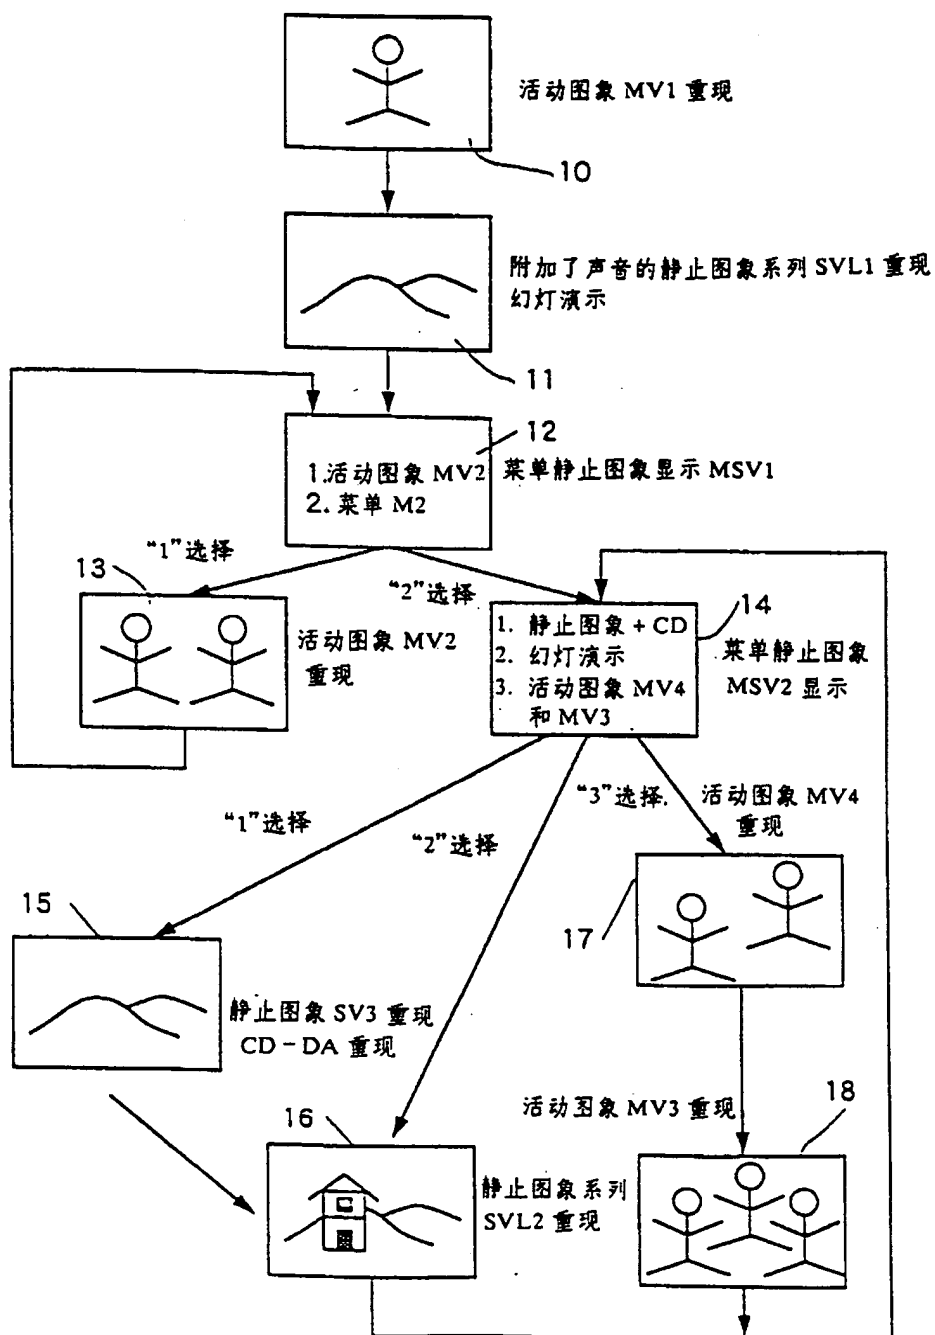 活动图象 MV1 重现
10
附加了声音的静止图象系列 SVL1 重现
幻灯演示
11
12
1.活动图象 MV2
2.菜单 M2
菜单静止图象显示 MSV1
“1”选择
13
“2”选择
活动图象 MV2
重现
14
1. 静止图象 + CD
2. 幻灯演示
3. 活动图象 MV4
和 MV3
菜单静止图象
MSV2 显示
“1”选择
“2”选择
“3”选择.
活动图象 MV4
重现
15
17
静止图象 SV3 重现
CD-DA 重现
活动图象 MV3 重现
18
16
静止图象系列
SVL2 重现